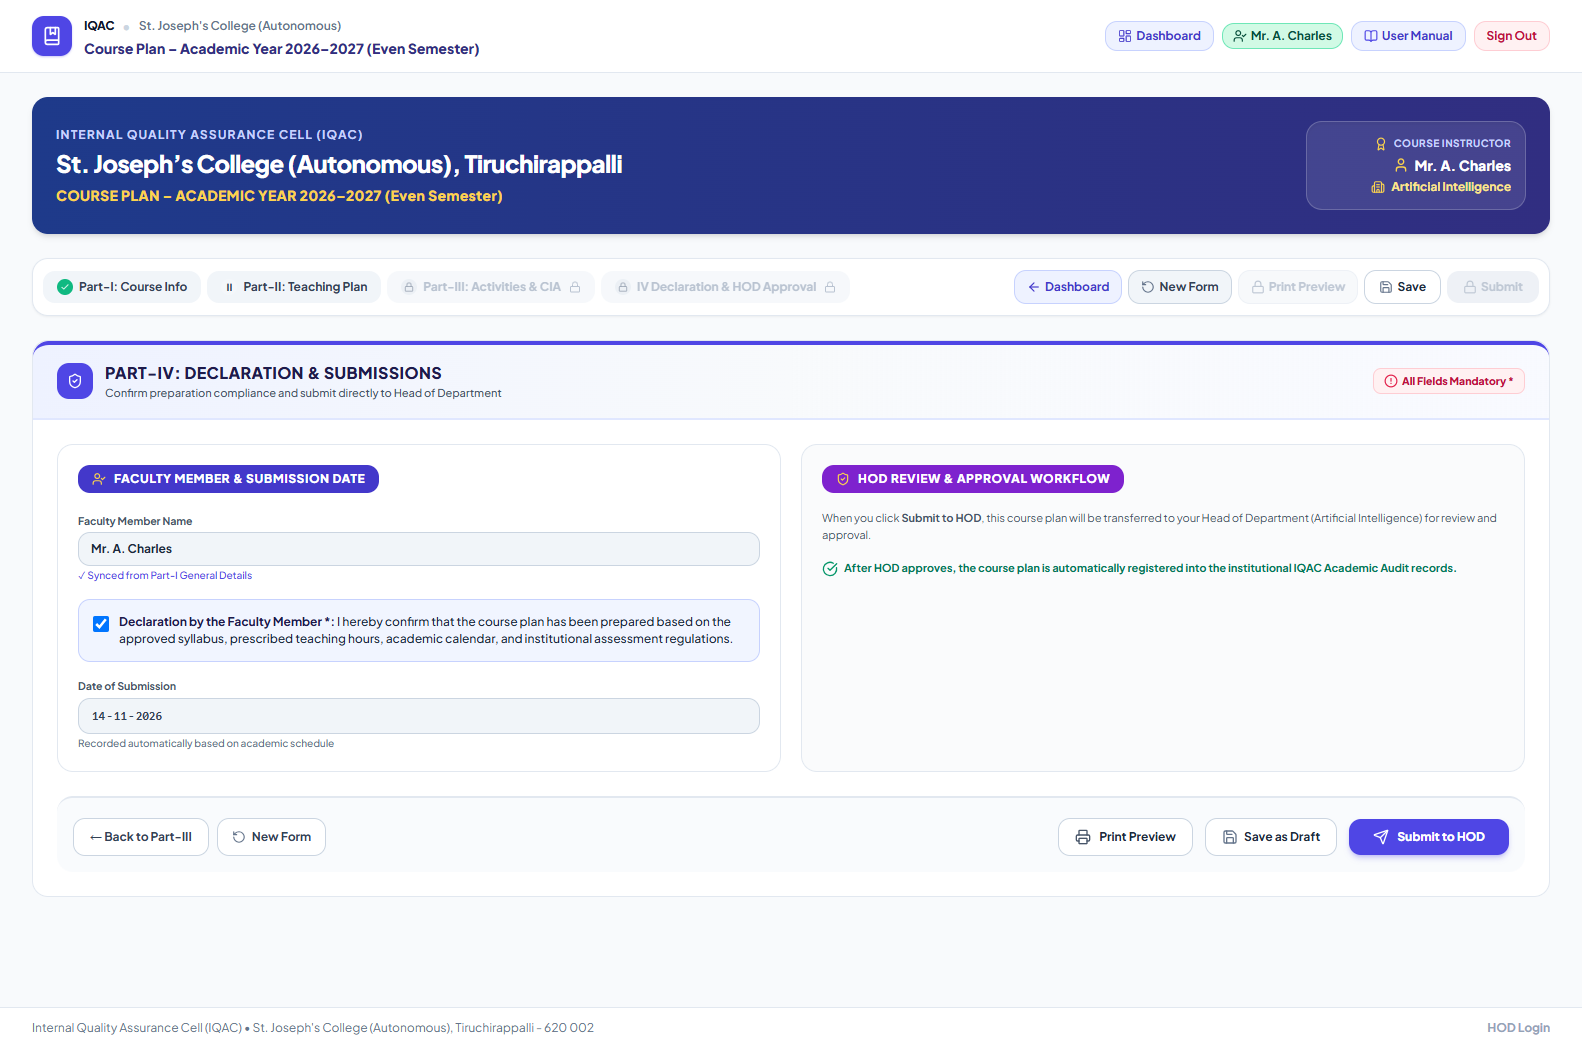 IQAC • St. Joseph's College (Autonomous)
Course Plan – Academic Year 2026–2027 (Even Semester)
Dashboard
Mr. A. Charles
User Manual
Sign Out
INTERNAL QUALITY ASSURANCE CELL (IQAC)
St. Joseph’s College (Autonomous), Tiruchirappalli
COURSE PLAN – ACADEMIC YEAR 2026–2027 (Even Semester)
COURSE INSTRUCTOR
Mr. A. Charles
Artificial Intelligence
Part-I: Course Info
II Part-II: Teaching Plan
Part-III: Activities & CIA
IV Declaration & HOD Approval
← Dashboard
New Form
Print Preview
Save
Submit
PART-IV: DECLARATION & SUBMISSIONS
Confirm preparation compliance and submit directly to Head of Department
All Fields Mandatory *
FACULTY MEMBER & SUBMISSION DATE
Faculty Member Name
Mr. A. Charles
✓ Synced from Part-I General Details
Declaration by the Faculty Member *: I hereby confirm that the course plan has been prepared based on the
approved syllabus, prescribed teaching hours, academic calendar, and institutional assessment regulations.
Date of Submission
14-11-2026
Recorded automatically based on academic schedule
HOD REVIEW & APPROVAL WORKFLOW
When you click Submit to HOD, this course plan will be transferred to your Head of Department (Artificial Intelligence) for review and
approval.
After HOD approves, the course plan is automatically registered into the institutional IQAC Academic Audit records.
← Back to Part-III
New Form
Print Preview
Save as Draft
Submit to HOD
Internal Quality Assurance Cell (IQAC) • St. Joseph's College (Autonomous), Tiruchirappalli - 620 002
HOD Login